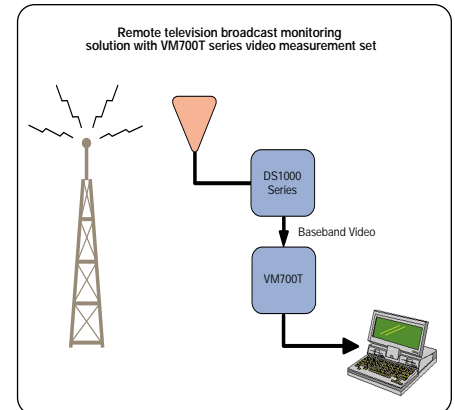 Remote television broadcast monitoring
solution with VM700T series video measurement set
DS1000
Series
Baseband Video
VM700T